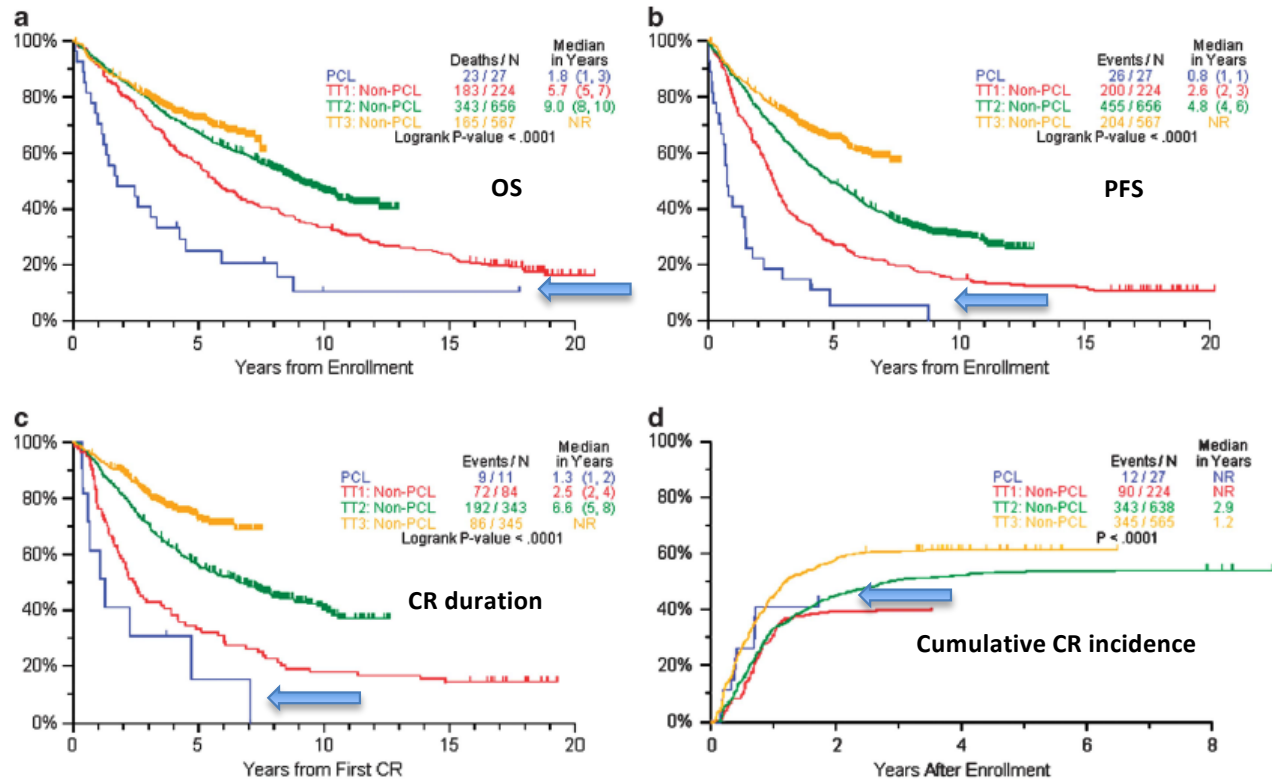 a
100%
80%
60%
40%
20%
0%
Deaths / N Median in Years
PCL 23 / 27 1.8 (1, 3)
TT1: Non-PCL 183 / 224 5.7 (5, 7)
TT2: Non-PCL 343 / 656 9.0 (8, 10)
TT3: Non-PCL 165 / 567 NR
Logrank P-value < .0001
OS
0 5 10 15 20
Years from Enrollment
b
100%
80%
60%
40%
20%
0%
Events / N Median in Years
PCL 26 / 27 0.8 (1, 1)
TT1: Non-PCL 200 / 224 2.6 (2, 3)
TT2: Non-PCL 455 / 656 4.8 (4, 6)
TT3: Non-PCL 204 / 567 NR
Logrank P-value < .0001
PFS
0 5 10 15 20
Years from Enrollment
c
100%
80%
60%
40%
20%
0%
Events / N Median in Years
PCL 9 / 11 1.3 (1, 2)
TT1: Non-PCL 72 / 84 2.5 (2, 4)
TT2: Non-PCL 192 / 343 6.6 (5, 8)
TT3: Non-PCL 86 / 345 NR
Logrank P-value < .0001
CR duration
0 5 10 15 20
Years from First CR
d
100%
80%
60%
40%
20%
0%
Events / N Median in Years
PCL 12 / 27 NR
TT1: Non-PCL 90 / 224 NR
TT2: Non-PCL 343 / 638 2.9
TT3: Non-PCL 345 / 565 1.2
P < .0001
Cumulative CR incidence
0 2 4 6 8
Years After Enrollment